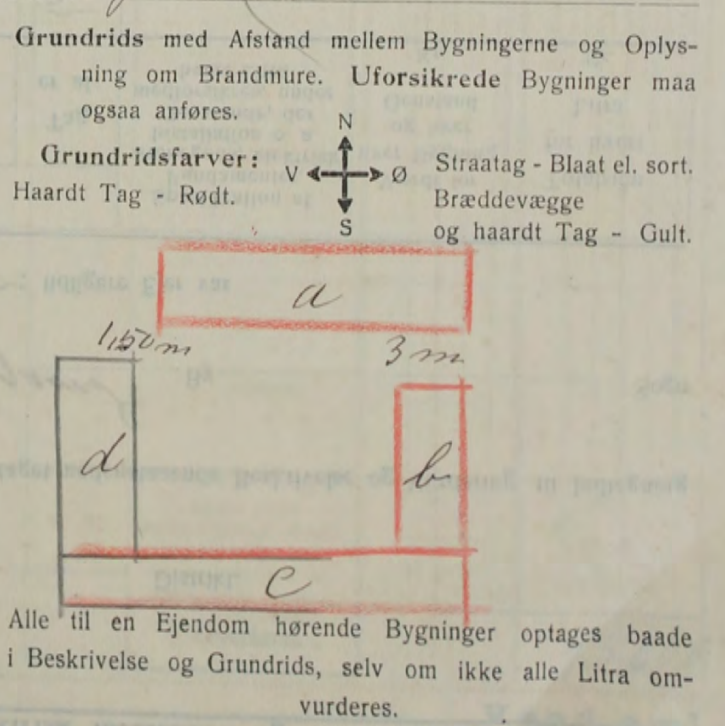 Grundrids med Afstand mellem Bygningerne og Oplys-
ning om Brandmure. Uforsikrede Bygninger maa
ogsaa anføres.
N
Grundridsfarver:
V Ø
Straatag - Blaat el. sort.
Haardt Tag - Rødt.
Bræddevægge
S
og haardt Tag - Gult.
a
1,50 m 3 m
d b
c
Alle til en Ejendom hørende Bygninger optages baade
i Beskrivelse og Grundrids, selv om ikke alle Litra om-
vurderes.